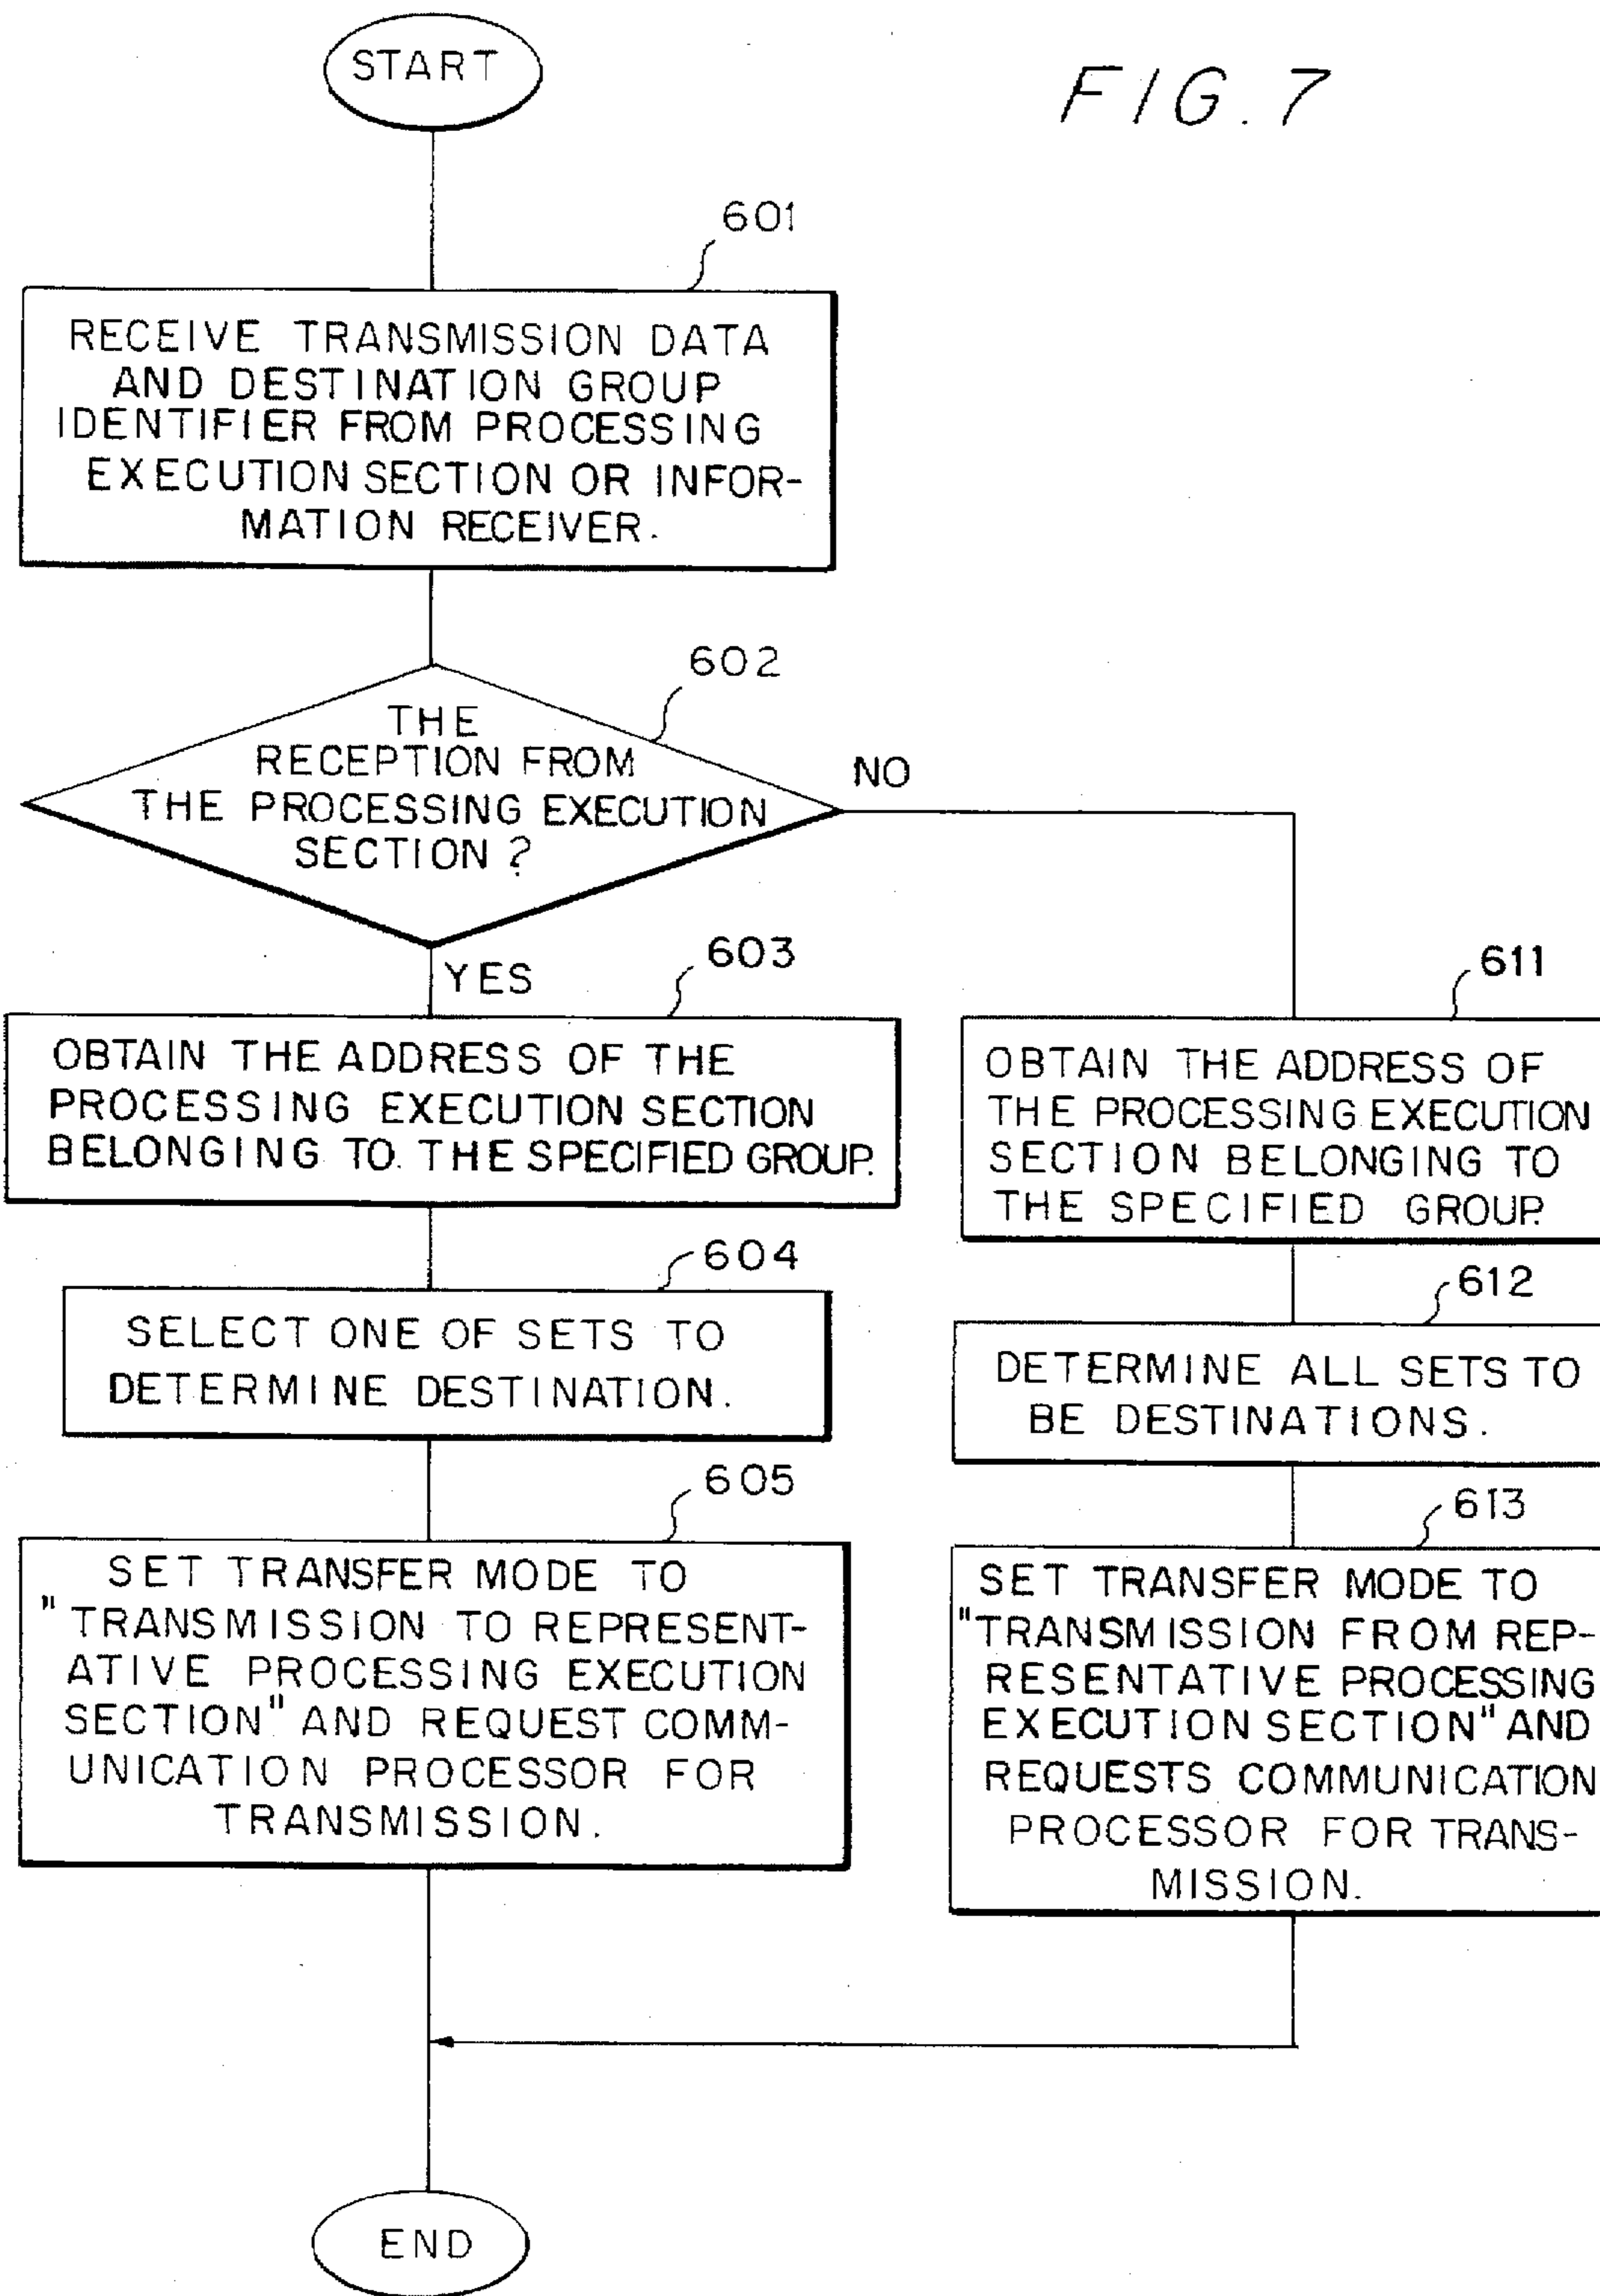 START
FIG. 7
601
RECEIVE TRANSMISSION DATA
AND DESTINATION GROUP
IDENTIFIER FROM PROCESSING
EXECUTION SECTION OR INFOR-
MATION RECEIVER.
602
THE
RECEPTION FROM
THE PROCESSING EXECUTION
SECTION ?
NO
YES
603
OBTAIN THE ADDRESS OF THE
PROCESSING EXECUTION SECTION
BELONGING TO. THE SPECIFIED GROUP.
604
SELECT ONE OF SETS TO
DETERMINE DESTINATION.
605
SET TRANSFER MODE TO
"TRANSMISSION TO REPRESENT-
ATIVE PROCESSING EXECUTION
SECTION" AND REQUEST COMM-
UNICATION PROCESSOR FOR
TRANSMISSION.
611
OBTAIN THE ADDRESS OF
THE PROCESSING EXECUTION
SECTION BELONGING TO
THE SPECIFIED GROUP.
612
DETERMINE ALL SETS TO
BE DESTINATIONS.
613
SET TRANSFER MODE TO
"TRANSMISSION FROM REP-
RESENTATIVE PROCESSING
EXECUTION SECTION" AND
REQUESTS COMMUNICATION
PROCESSOR FOR TRANS-
MISSION.
END